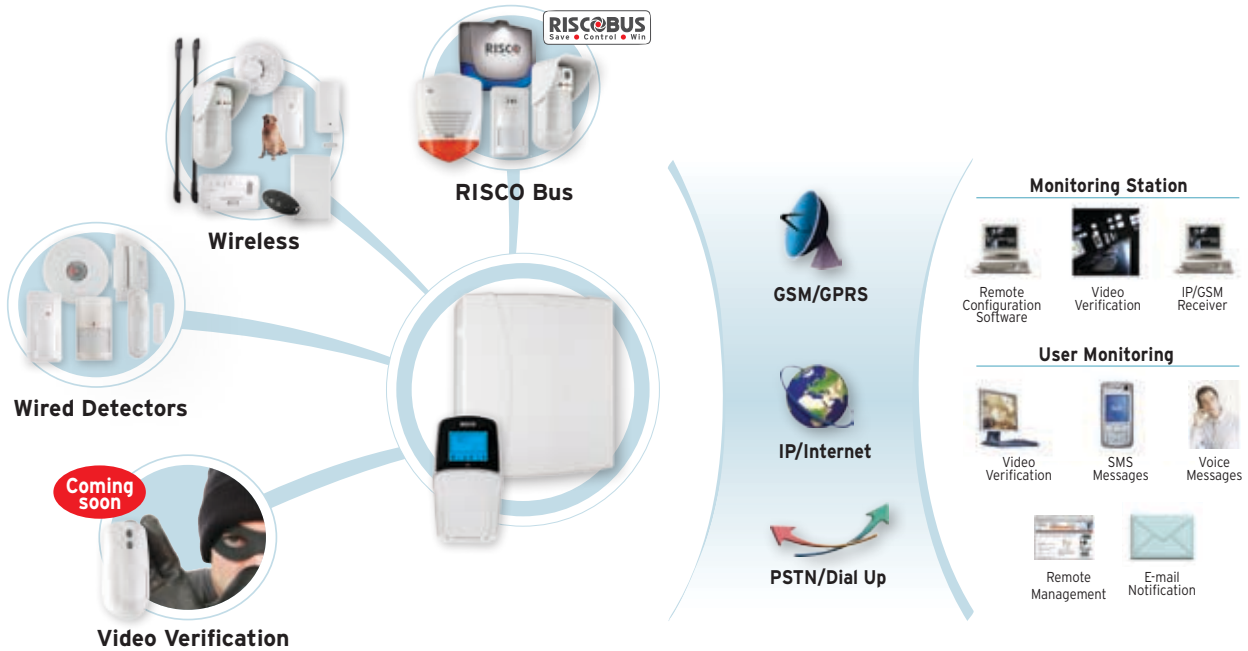 RISCOBUS
Save • Control • Win
RISCO
RISCO Bus
Wireless
Wired Detectors
Coming
soon
Video Verification
RISCO
GSM/GPRS
IP/Internet
PSTN/Dial Up
Monitoring Station
Remote
Configuration
Software
Video
Verification
IP/GSM
Receiver
User Monitoring
Video
Verification
SMS
Messages
Voice
Messages
Remote
Management
E-mail
Notification